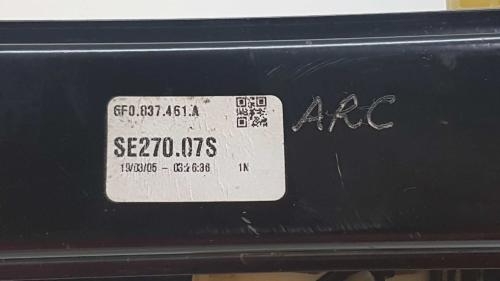 6F0.837.461.A
SE270.07S
19/03/05 - 03:26:36 1N
ARC